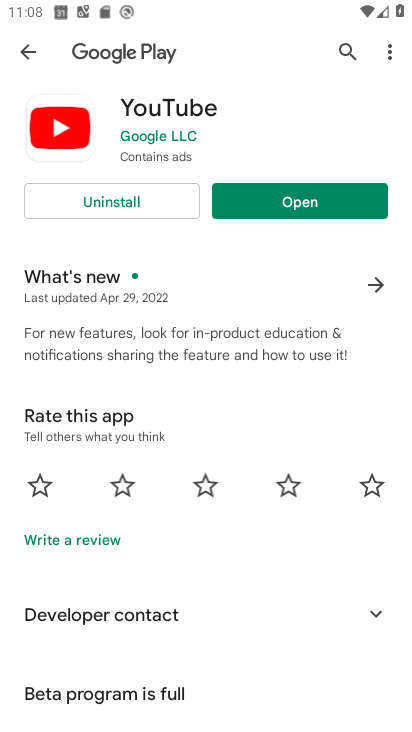 11:08
Google Play
YouTube
Google LLC
Contains ads
Uninstall
Open
What's new
Last updated Apr 29, 2022
For new features, look for in-product education &
notifications sharing the feature and how to use it!
Rate this app
Tell others what you think
Write a review
Developer contact
Beta program is full